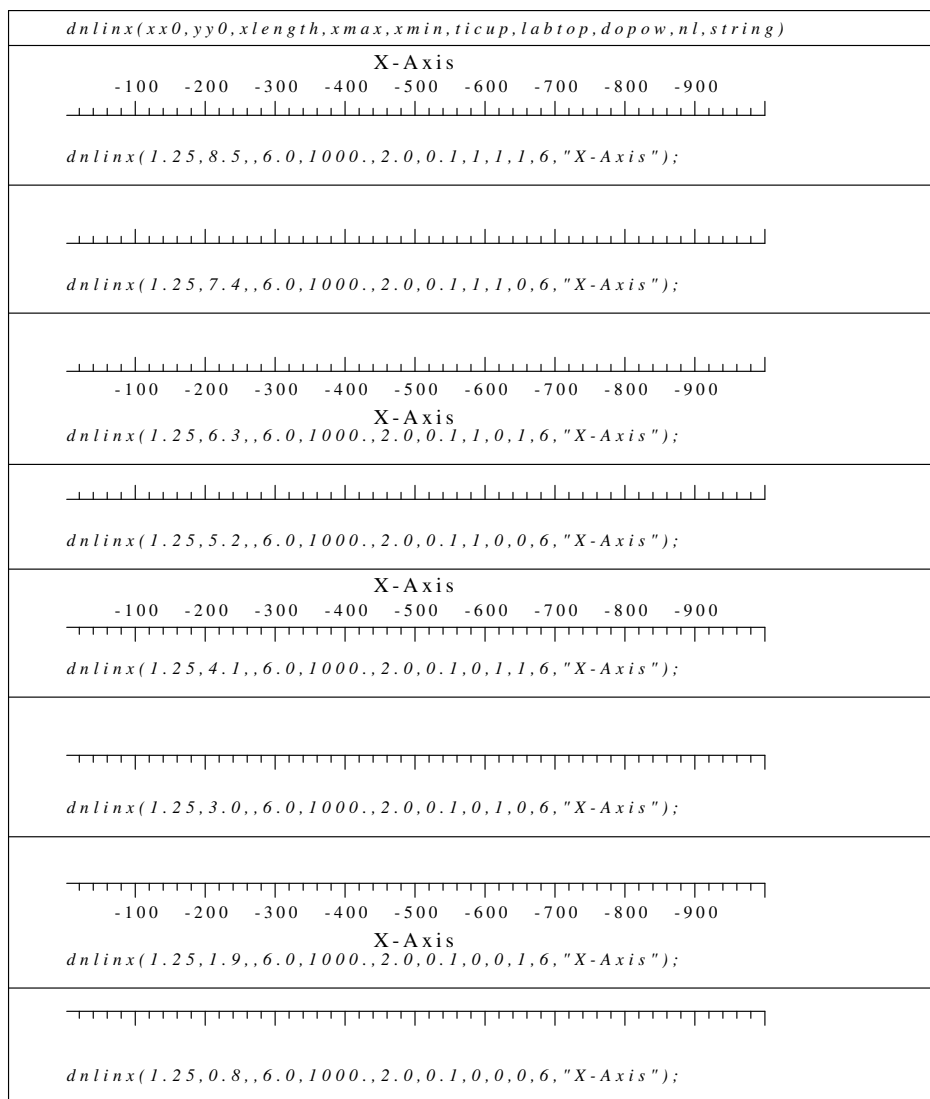 dnlinx(xx0,yy0,xlength,xmax,xmin,ticup,labtop,dopow,nl,string)
X-Axis
-100 -200 -300 -400 -500 -600 -700 -800 -900
dnlinx(1.25,8.5,,6.0,1000.,2.0,0.1,1,1,1,6,"X-Axis");
dnlinx(1.25,7.4,,6.0,1000.,2.0,0.1,1,1,0,6,"X-Axis");
-100 -200 -300 -400 -500 -600 -700 -800 -900
X-Axis
dnlinx(1.25,6.3,,6.0,1000.,2.0,0.1,1,0,1,6,"X-Axis");
dnlinx(1.25,5.2,,6.0,1000.,2.0,0.1,1,0,0,6,"X-Axis");
X-Axis
-100 -200 -300 -400 -500 -600 -700 -800 -900
dnlinx(1.25,4.1,,6.0,1000.,2.0,0.1,0,1,1,6,"X-Axis");
dnlinx(1.25,3.0,,6.0,1000.,2.0,0.1,0,1,0,6,"X-Axis");
-100 -200 -300 -400 -500 -600 -700 -800 -900
X-Axis
dnlinx(1.25,1.9,,6.0,1000.,2.0,0.1,0,0,1,6,"X-Axis");
dnlinx(1.25,0.8,,6.0,1000.,2.0,0.1,0,0,0,6,"X-Axis");